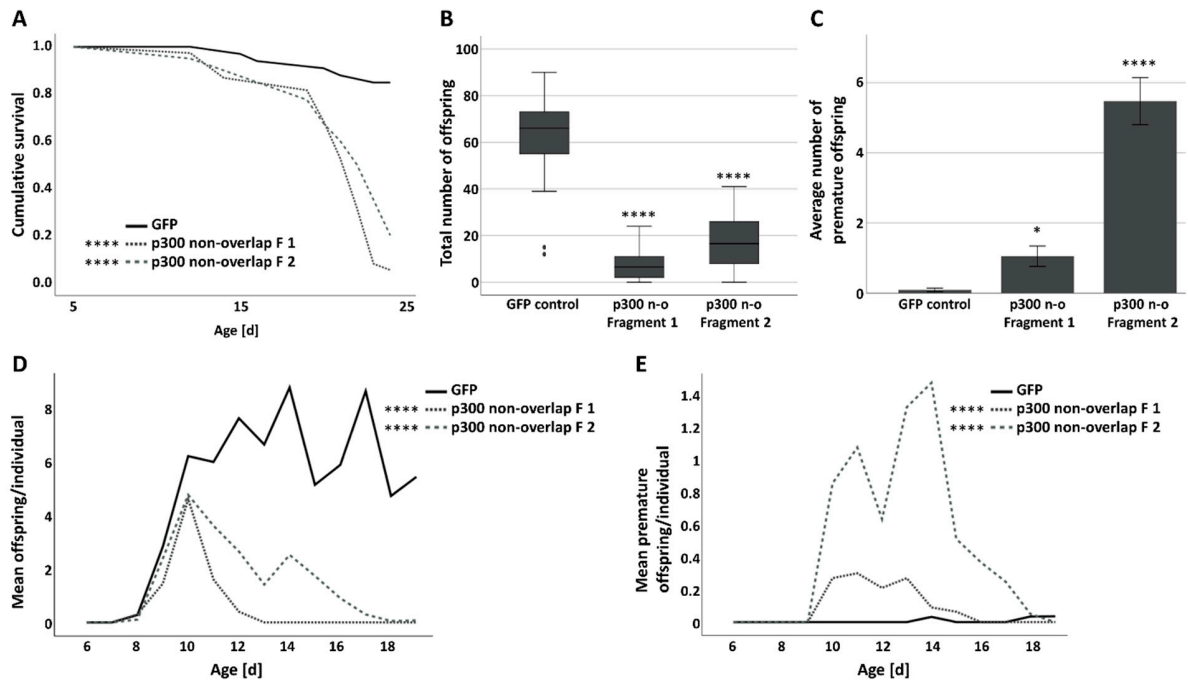 A
Cumulative survival
1.0
0.8
0.6
0.4
0.2
0.0
GFP
**** p300 non-overlap F 1
**** p300 non-overlap F 2
5 15 25
Age [d]
B
Total number of offspring
100
80
60
40
20
0
****
****
GFP control
p300 n-o
Fragment 1
p300 n-o
Fragment 2
C
Average number of
premature offspring
6
4
2
0
*
****
GFP control
p300 n-o
Fragment 1
p300 n-o
Fragment 2
D
Mean offspring/individual
8
6
4
2
0
GFP
**** p300 non-overlap F 1
**** p300 non-overlap F 2
6 8 10 12 14 16 18
Age [d]
E
Mean premature
offspring/individual
1.4
1.2
1
0.8
0.6
0.4
0.2
0
GFP
**** p300 non-overlap F 1
**** p300 non-overlap F 2
6 8 10 12 14 16 18
Age [d]